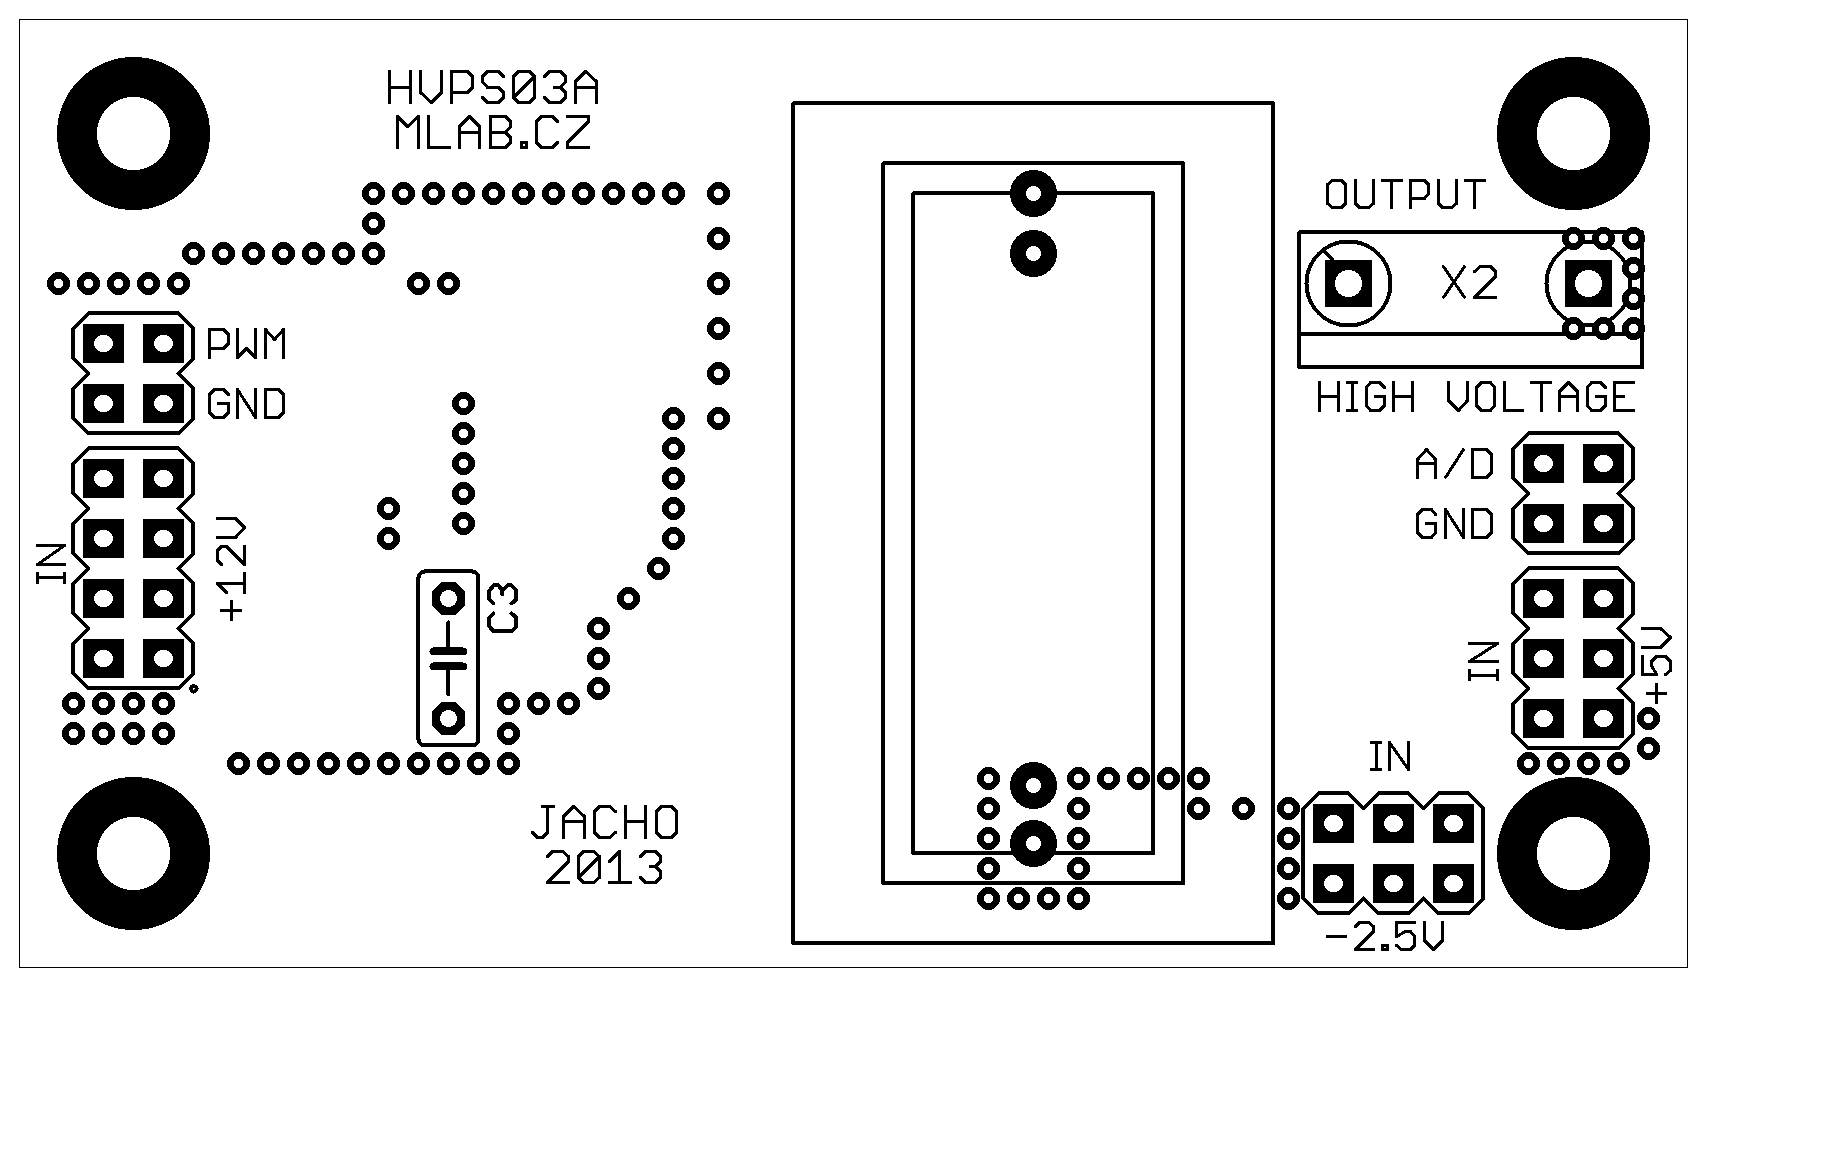 HVPS03A
MLAB.CZ
OUTPUT
X2
HIGH VOLTAGE
PWM
GND
A/D
GND
IN
+12V
C3
IN
+5V
IN
-2.5V
JACHO
2013